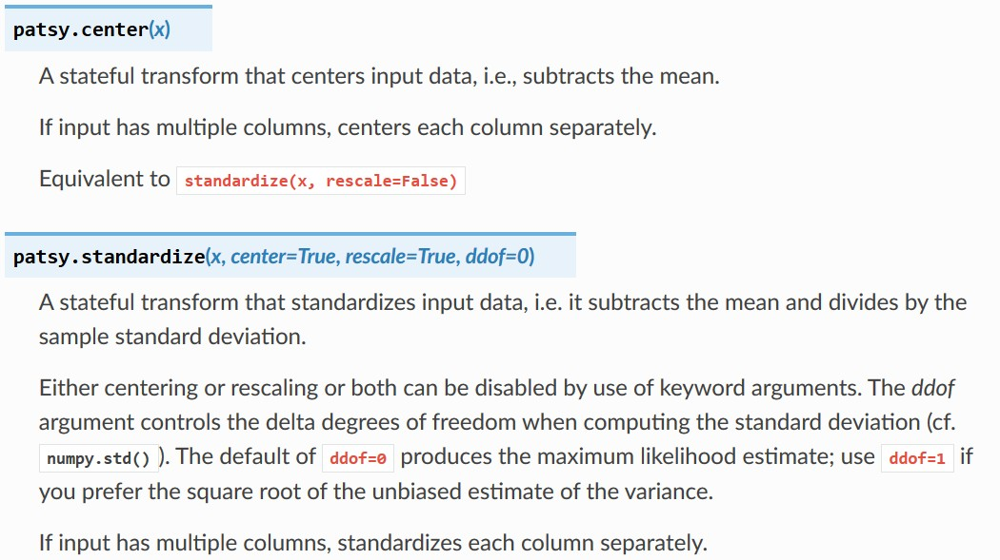 patsy.center(x)
A stateful transform that centers input data, i.e., subtracts the mean.
If input has multiple columns, centers each column separately.
Equivalent to standardize(x, rescale=False)
patsy.standardize(x, center=True, rescale=True, ddof=0)
A stateful transform that standardizes input data, i.e. it subtracts the mean and divides by the
sample standard deviation.
Either centering or rescaling or both can be disabled by use of keyword arguments. The ddof
argument controls the delta degrees of freedom when computing the standard deviation (cf.
numpy.std() ). The default of ddof=0 produces the maximum likelihood estimate; use ddof=1 if
you prefer the square root of the unbiased estimate of the variance.
If input has multiple columns, standardizes each column separately.